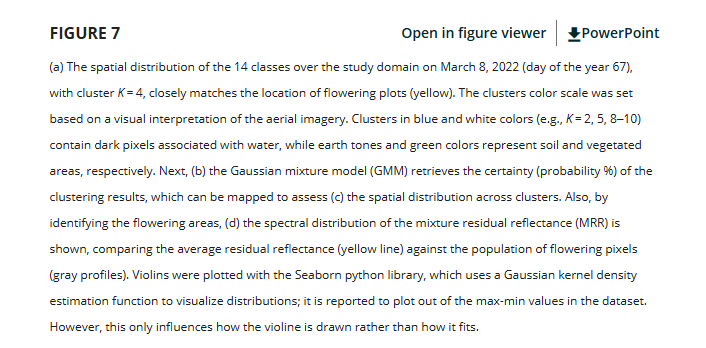 FIGURE 7
Open in figure viewer
PowerPoint
(a) The spatial distribution of the 14 classes over the study domain on March 8, 2022 (day of the year 67),
with cluster K = 4, closely matches the location of flowering plots (yellow). The clusters color scale was set
based on a visual interpretation of the aerial imagery. Clusters in blue and white colors (e.g., K = 2, 5, 8–10)
contain dark pixels associated with water, while earth tones and green colors represent soil and vegetated
areas, respectively. Next, (b) the Gaussian mixture model (GMM) retrieves the certainty (probability %) of the
clustering results, which can be mapped to assess (c) the spatial distribution across clusters. Also, by
identifying the flowering areas, (d) the spectral distribution of the mixture residual reflectance (MRR) is
shown, comparing the average residual reflectance (yellow line) against the population of flowering pixels
(gray profiles). Violins were plotted with the Seaborn python library, which uses a Gaussian kernel density
estimation function to visualize distributions; it is reported to plot out of the max-min values in the dataset.
However, this only influences how the violine is drawn rather than how it fits.